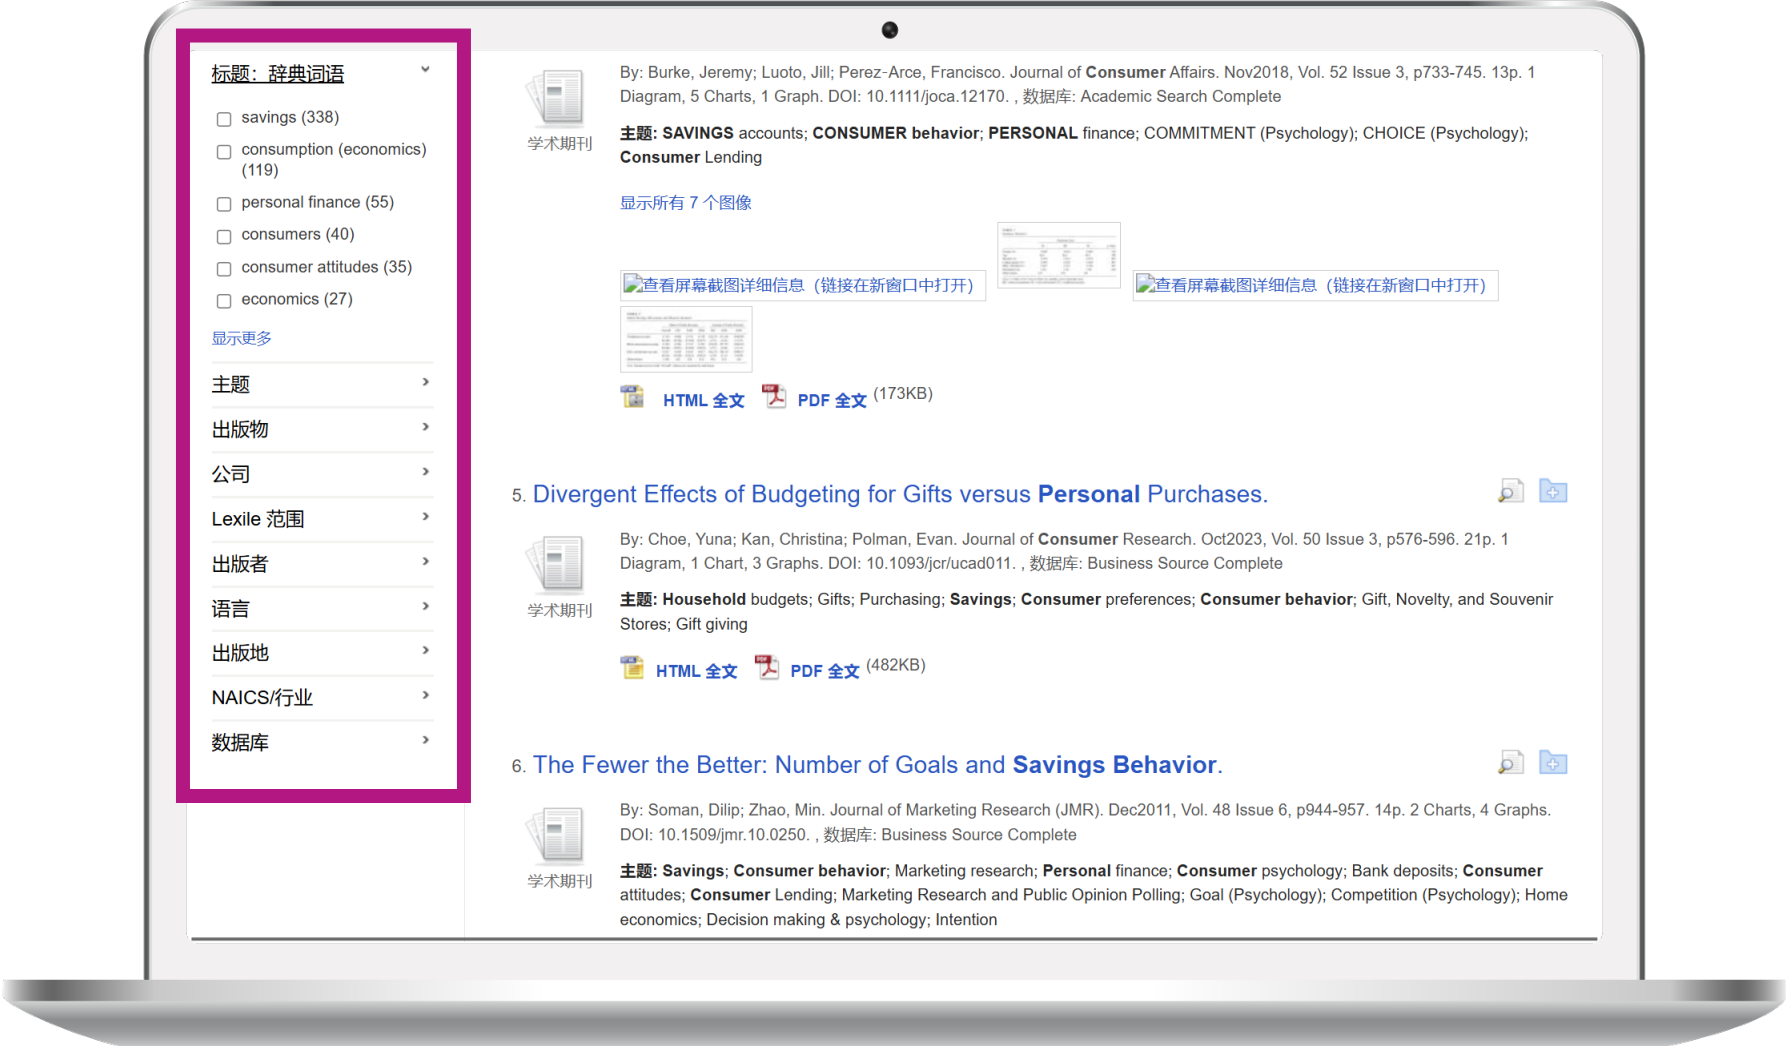 标题：辞典词语
savings (338)
consumption (economics)
(119)
personal finance (55)
consumers (40)
consumer attitudes (35)
economics (27)
显示更多
主题
出版物
公司
Lexile 范围
出版者
语言
出版地
NAICS/行业
数据库
By: Burke, Jeremy; Luoto, Jill; Perez-Arce, Francisco. Journal of Consumer Affairs. Nov2018, Vol. 52 Issue 3, p733-745. 13p. 1
Diagram, 5 Charts, 1 Graph. DOI: 10.1111/joca.12170. , 数据库: Academic Search Complete
学术期刊
主题: SAVINGS accounts; CONSUMER behavior; PERSONAL finance; COMMITMENT (Psychology); CHOICE (Psychology);
Consumer Lending
显示所有 7 个图像
查看屏幕截图详细信息（链接在新窗口中打开）
查看屏幕截图详细信息（链接在新窗口中打开）
HTML 全文 PDF 全文 (173KB)
5. Divergent Effects of Budgeting for Gifts versus Personal Purchases.
By: Choe, Yuna; Kan, Christina; Polman, Evan. Journal of Consumer Research. Oct2023, Vol. 50 Issue 3, p576-596. 21p. 1
Diagram, 1 Chart, 3 Graphs. DOI: 10.1093/jcr/ucad011. , 数据库: Business Source Complete
学术期刊
主题: Household budgets; Gifts; Purchasing; Savings; Consumer preferences; Consumer behavior; Gift, Novelty, and Souvenir
Stores; Gift giving
HTML 全文 PDF 全文 (482KB)
6. The Fewer the Better: Number of Goals and Savings Behavior.
By: Soman, Dilip; Zhao, Min. Journal of Marketing Research (JMR). Dec2011, Vol. 48 Issue 6, p944-957. 14p. 2 Charts, 4 Graphs.
DOI: 10.1509/jmr.10.0250. , 数据库: Business Source Complete
学术期刊
主题: Savings; Consumer behavior; Marketing research; Personal finance; Consumer psychology; Bank deposits; Consumer
attitudes; Consumer Lending; Marketing Research and Public Opinion Polling; Goal (Psychology); Competition (Psychology); Home
economics; Decision making & psychology; Intention